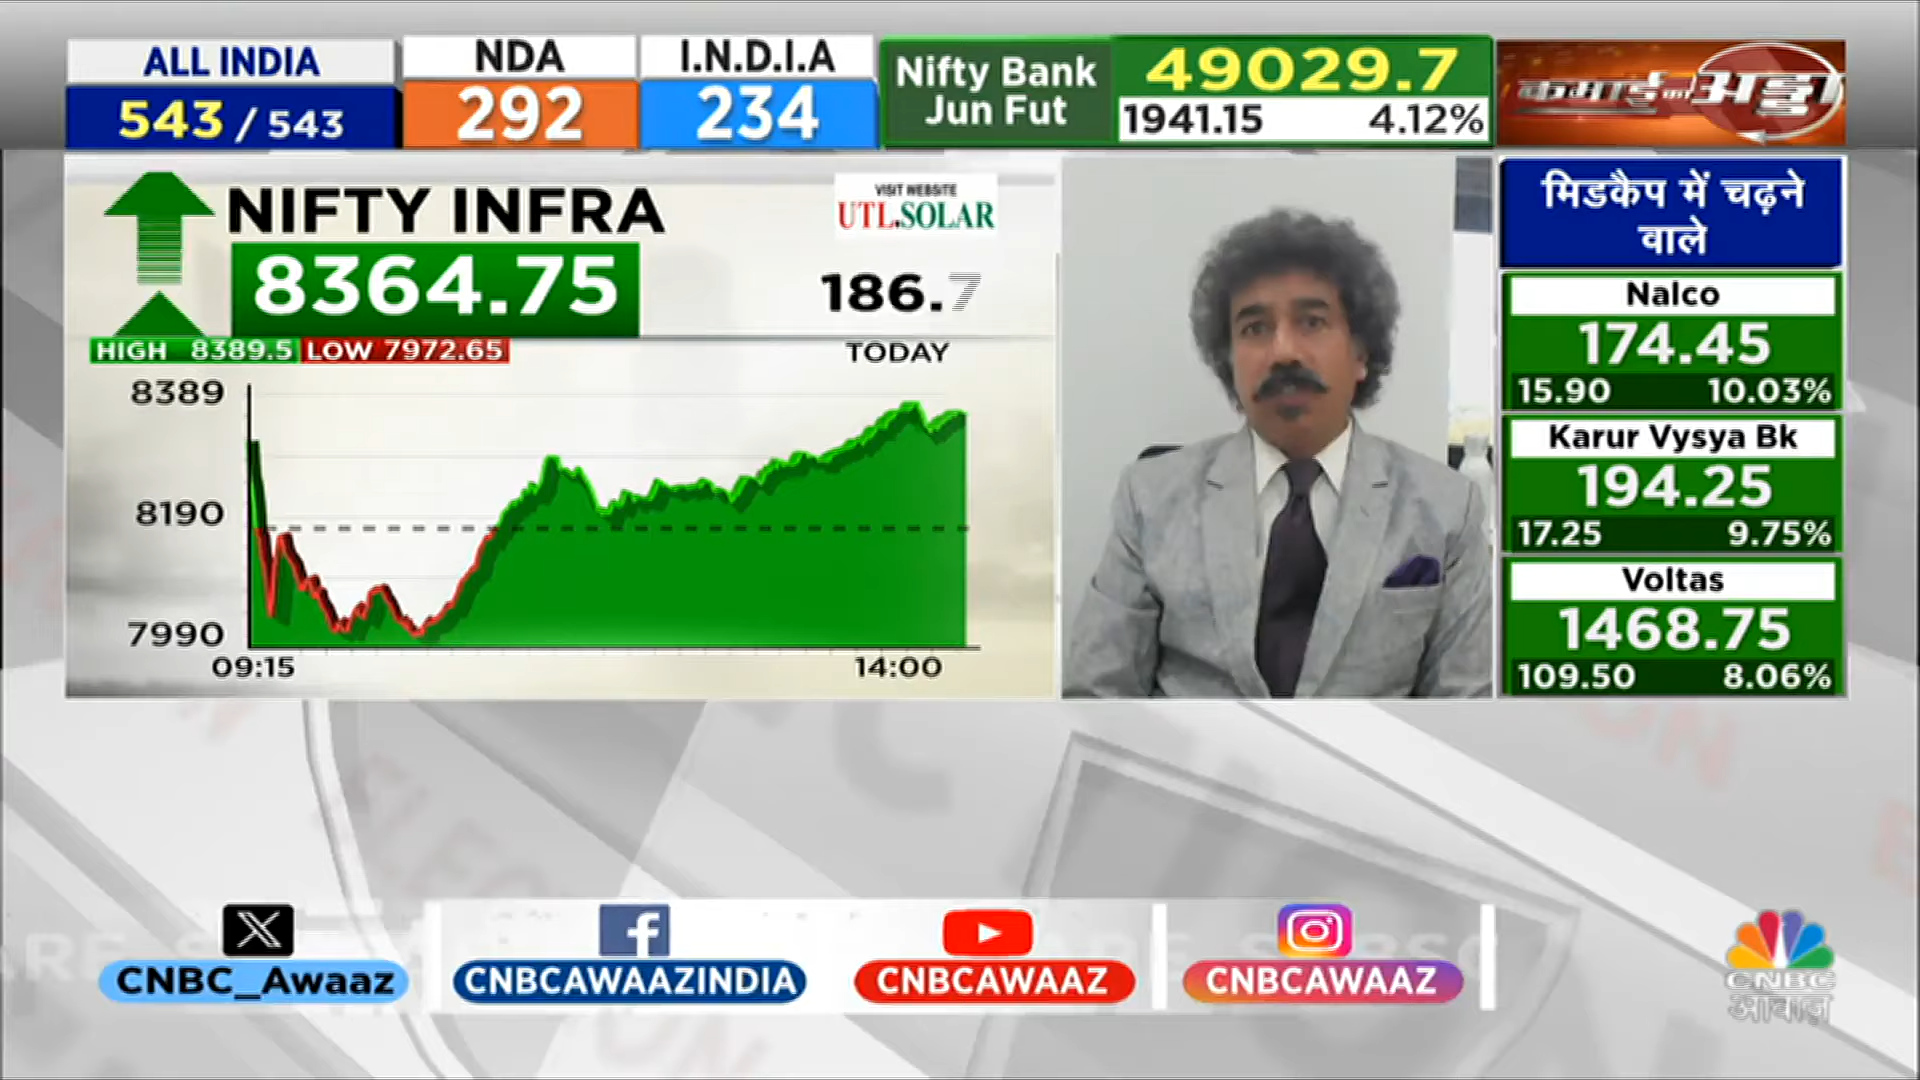 ALL INDIA
543 / 543
NDA
292
I.N.D.I.A
234
Nifty Bank
Jun Fut
49029.7
1941.15 4.12%
कमाई का अड्डा
NIFTY INFRA
8364.75
HIGH 8389.5 LOW 7972.65
VISIT WEBSITE
UTL.SOLAR
186.7
TODAY
8389
8190
7990
09:15 14:00
मिडकैप में चढ़ने
वाले
Nalco
174.45
15.90 10.03%
Karur Vysya Bk
194.25
17.25 9.75%
Voltas
1468.75
109.50 8.06%
CNBC_Awaaz
CNBCAWAAZINDIA
CNBCAWAAZ
CNBCAWAAZ
CNBC
आवाज़